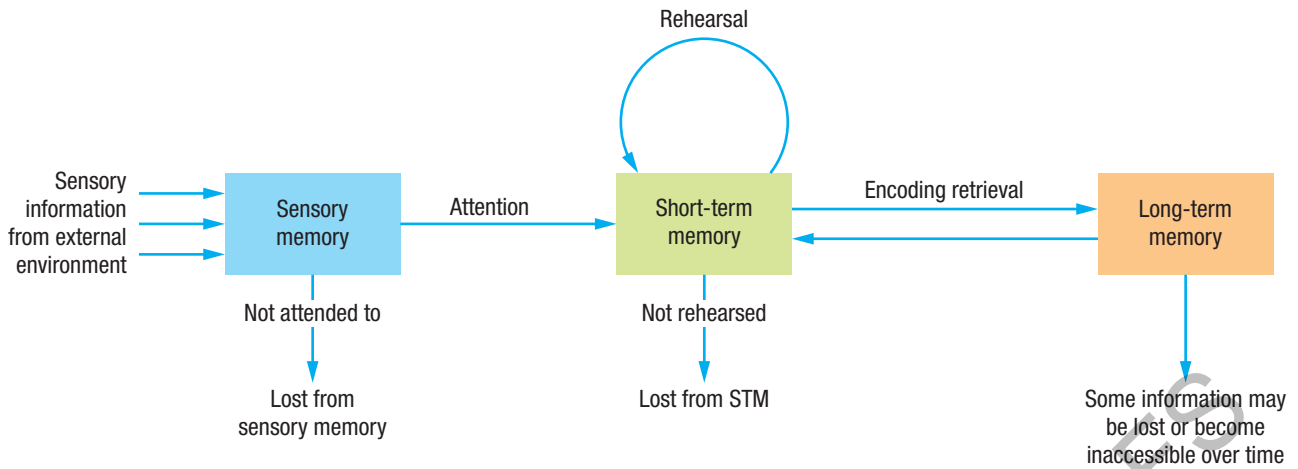 Rehearsal
Sensory
information
from external
environment
Sensory
memory
Attention
Short-term
memory
Encoding retrieval
Long-term
memory
Not attended to
Not rehearsed
Lost from
sensory memory
Lost from STM
Some information may
be lost or become
inaccessible over time
ES